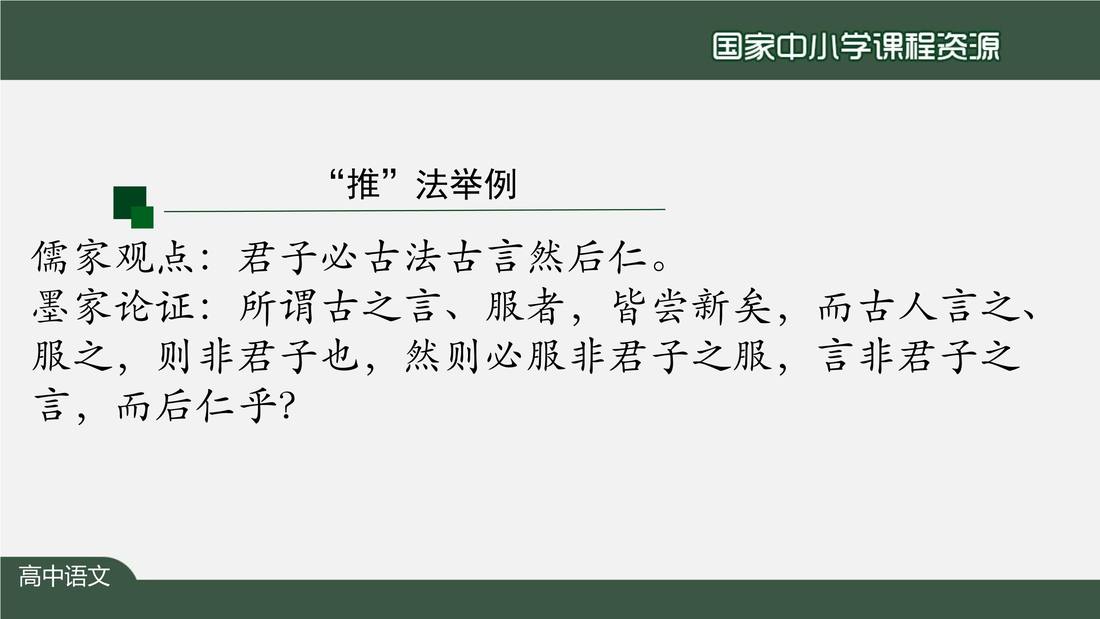 国家中小学课程资源
“推”法举例
儒家观点：君子必古法古言然后仁。
墨家论证：所谓古之言、服者，皆尝新矣，而古人言之、
服之，则非君子也，然则必服非君子之服，言非君子之
言，而后仁乎？
高中语文